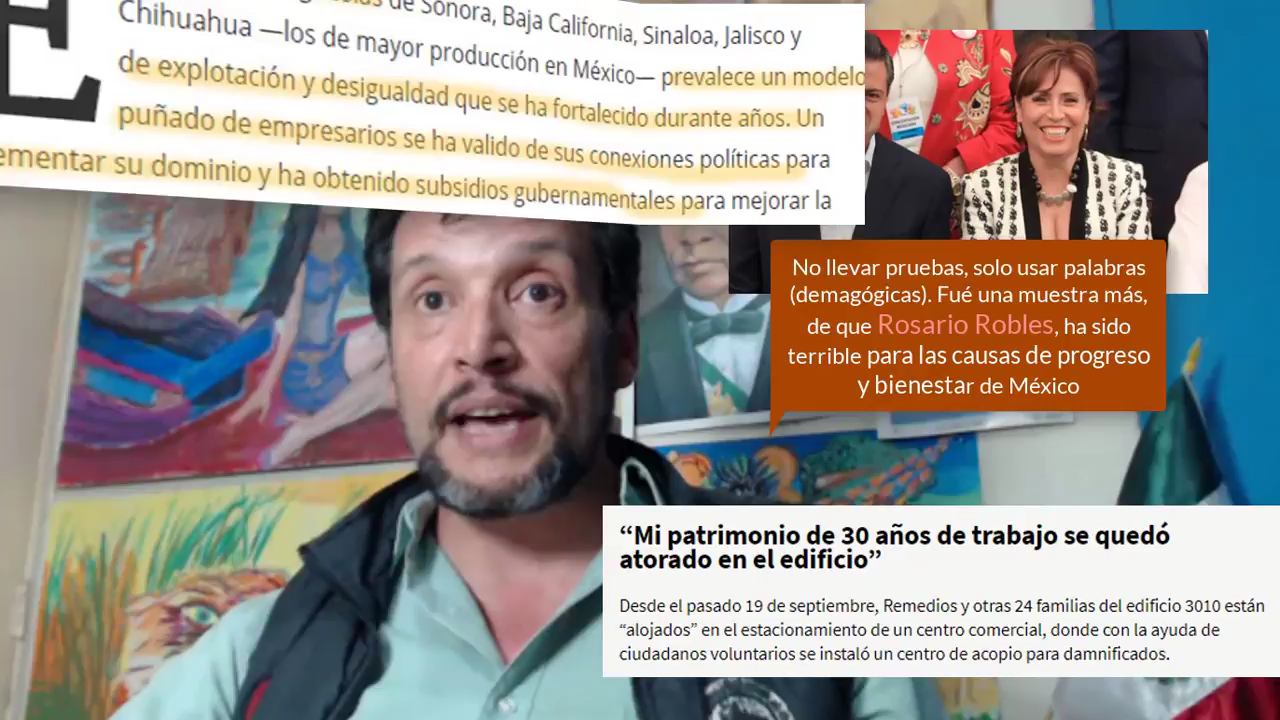 de Sonora, Baja California, Sinaloa, Jalisco y
Chihuahua —los de mayor producción en México— prevalece un modelo
de explotación y desigualdad que se ha fortalecido durante años. Un
puñado de empresarios se ha valido de sus conexiones políticas para
ementar su dominio y ha obtenido subsidios gubernamentales para mejorar la
No llevar pruebas, solo usar palabras
(demagógicas). Fué una muestra más,
de que Rosario Robles, ha sido
terrible para las causas de progreso
y bienestar de México
“Mi patrimonio de 30 años de trabajo se quedó
atorado en el edificio”
Desde el pasado 19 de septiembre, Remedios y otras 24 familias del edificio 3010 están
“alojados” en el estacionamiento de un centro comercial, donde con la ayuda de
ciudadanos voluntarios se instaló un centro de acopio para damnificados.